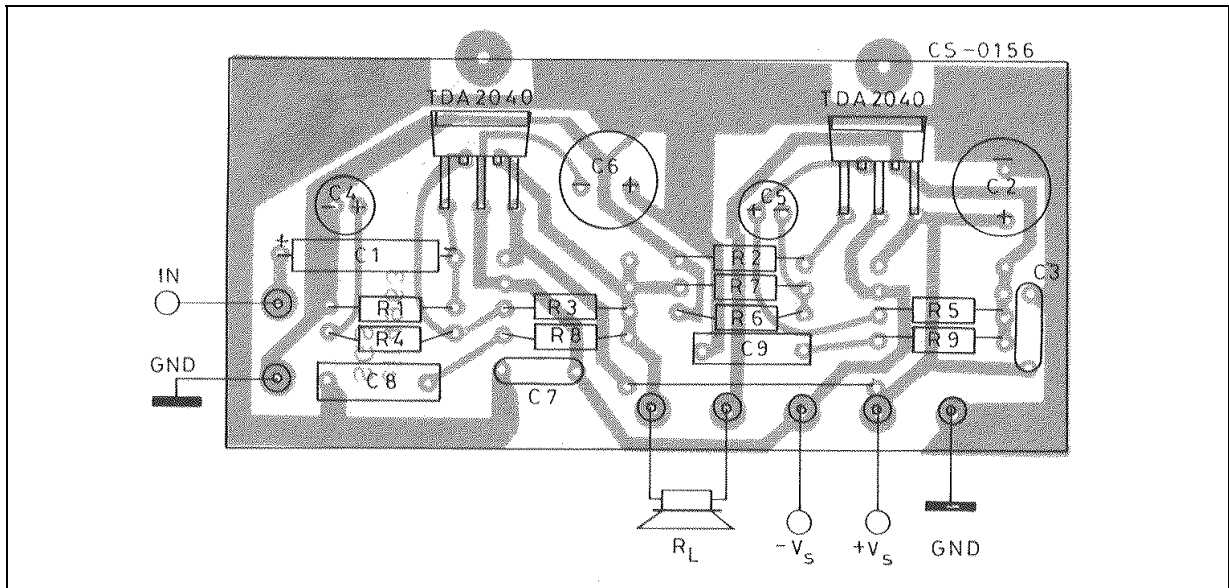 CS-0156
TDA2040
TDA2040
C6
C4
C5
C2
C1
R2
C3
IN
R7
R1
R3
R6
R5
R4
R8
C9
R9
GND
C8
C7
RL
-Vs
+Vs
GND